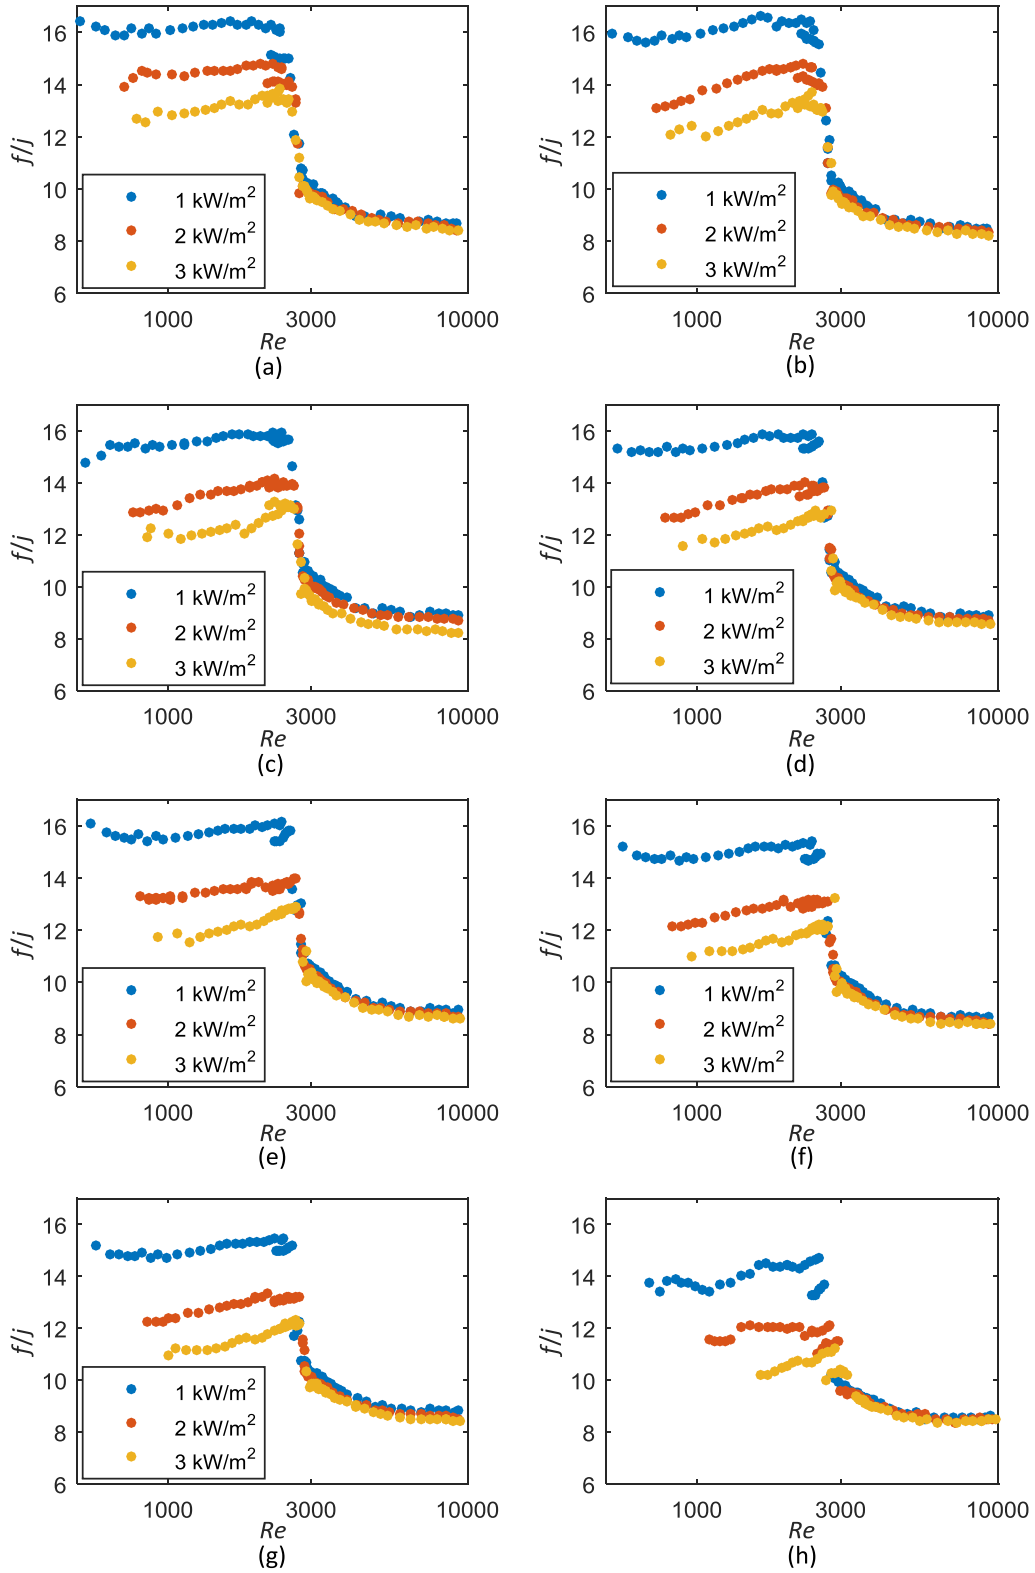 16
14
12
10
8
6
f/j
1 kW/m²
2 kW/m²
3 kW/m²
1000 3000 10000
Re
(a)
16
14
12
10
8
6
f/j
1 kW/m²
2 kW/m²
3 kW/m²
1000 3000 10000
Re
(b)
16
14
12
10
8
6
f/j
1 kW/m²
2 kW/m²
3 kW/m²
1000 3000 10000
Re
(c)
16
14
12
10
8
6
f/j
1 kW/m²
2 kW/m²
3 kW/m²
1000 3000 10000
Re
(d)
16
14
12
10
8
6
f/j
1 kW/m²
2 kW/m²
3 kW/m²
1000 3000 10000
Re
(e)
16
14
12
10
8
6
f/j
1 kW/m²
2 kW/m²
3 kW/m²
1000 3000 10000
Re
(f)
16
14
12
10
8
6
f/j
1 kW/m²
2 kW/m²
3 kW/m²
1000 3000 10000
Re
(g)
16
14
12
10
8
6
f/j
1000 3000 10000
Re
(h)